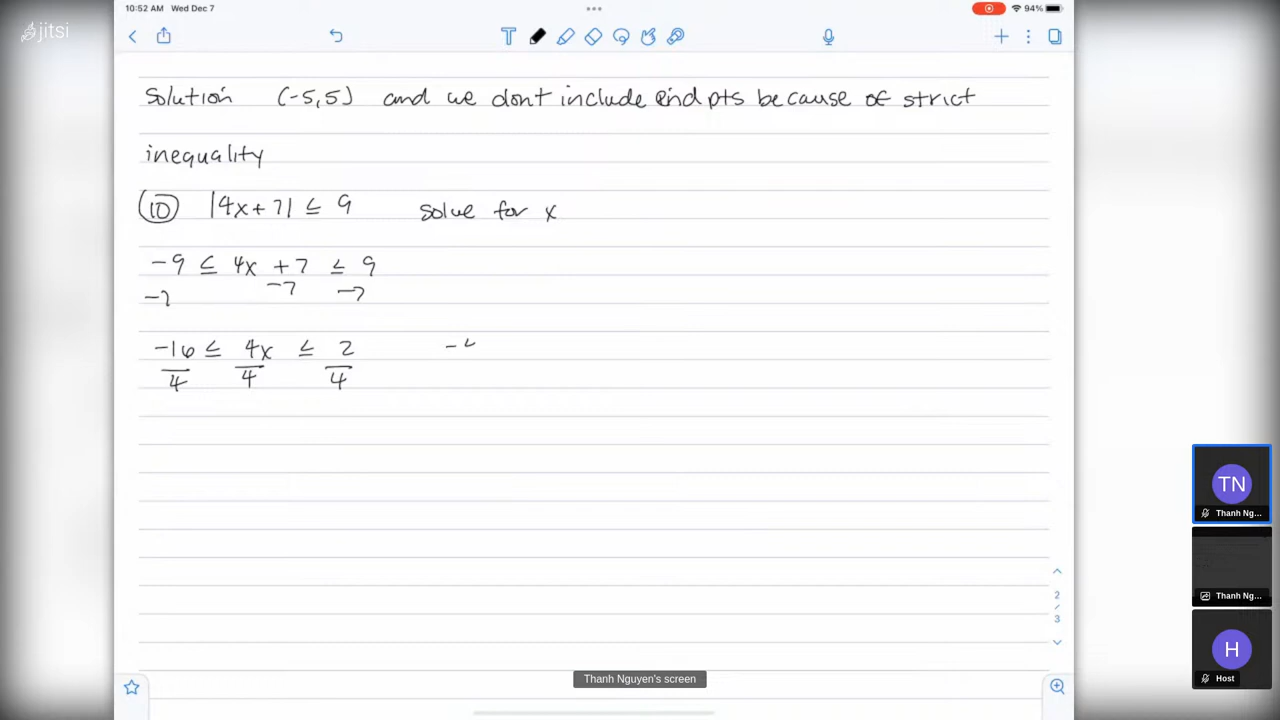 10:52 AM Wed Dec 7
94%
jitsi
Solution (-5,5) and we dont include end pts because of strict
inequality
10 |4x+7| ≤ 9 solve for x
-9 ≤ 4x +7 ≤ 9
-7 -7 -7
-16 ≤ 4x ≤ 2
4 4 4
2
/
3
TN
Thanh Ng...
Thanh Ng...
H
Host
Thanh Nguyen's screen